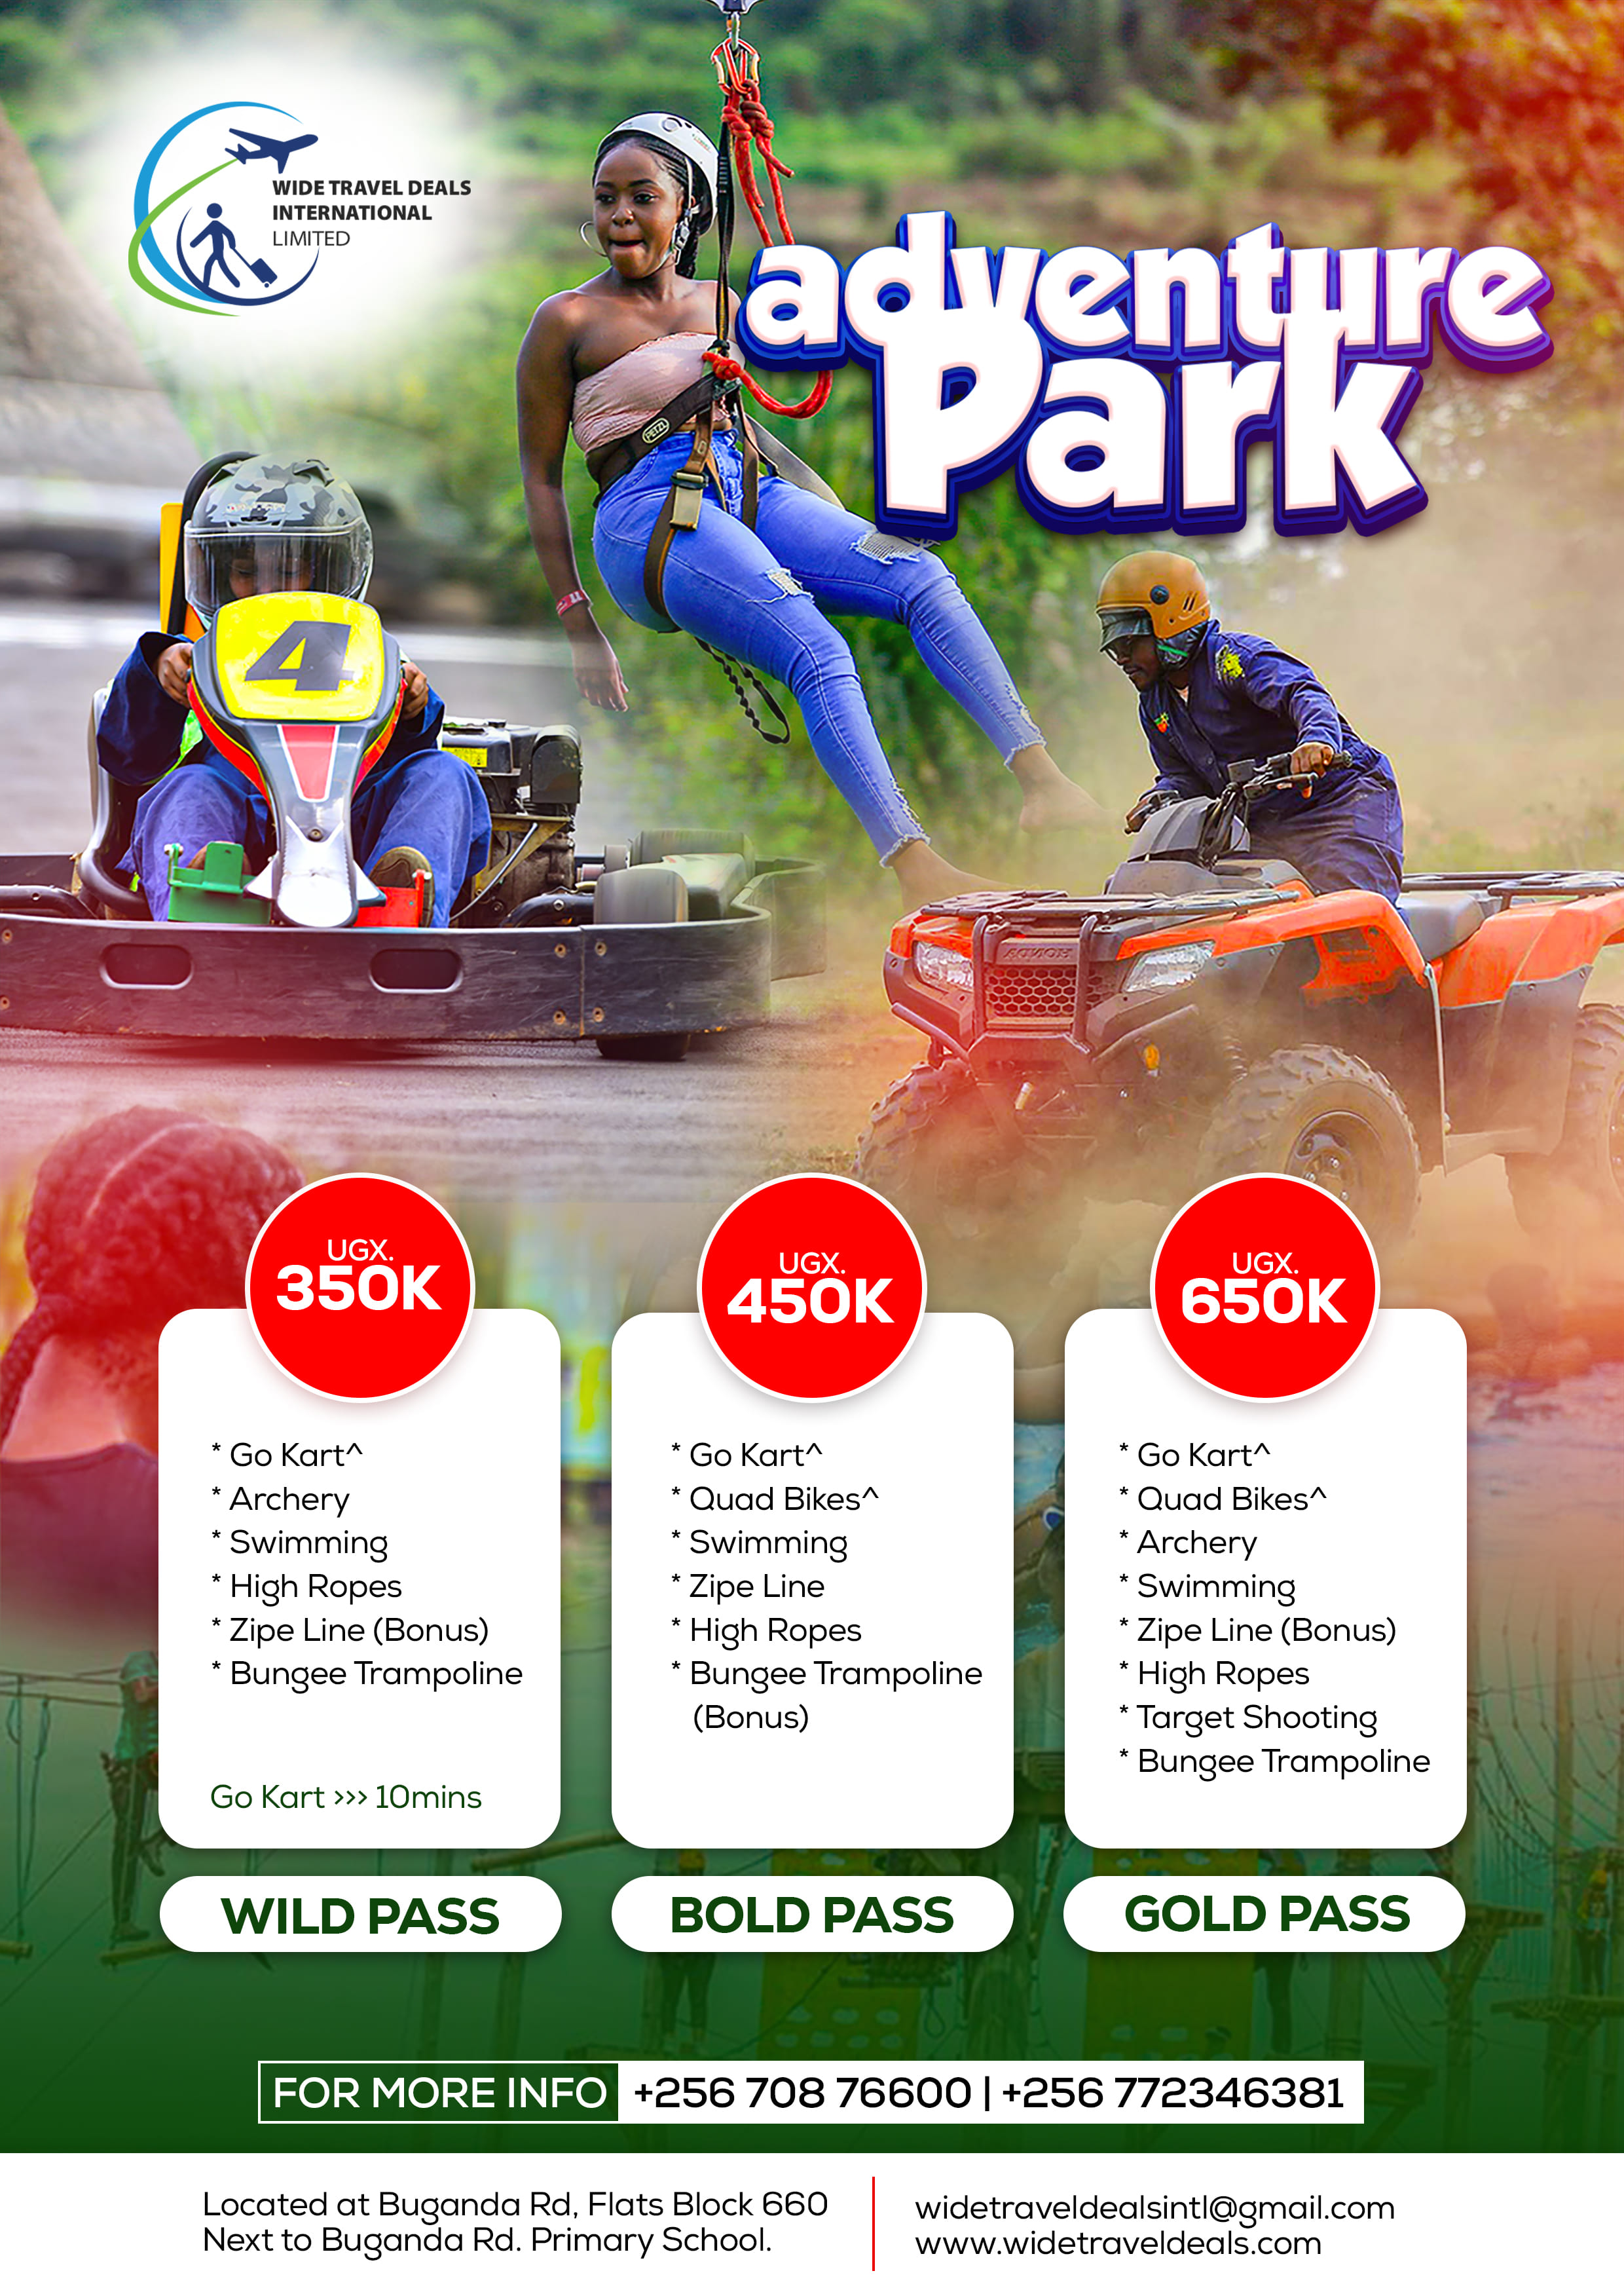 WIDE TRAVEL DEALS
INTERNATIONAL
LIMITED
adventure
Park
PETZL
4
UGX.
350K
* Go Kart^
* Archery
* Swimming
* High Ropes
* Zipe Line (Bonus)
* Bungee Trampoline
Go Kart >>> 10mins
WILD PASS
UGX.
450K
* Go Kart^
* Quad Bikes^
* Swimming
* Zipe Line
* High Ropes
* Bungee Trampoline
(Bonus)
BOLD PASS
UGX.
650K
* Go Kart^
* Quad Bikes^
* Archery
* Swimming
* Zipe Line (Bonus)
* High Ropes
* Target Shooting
* Bungee Trampoline
GOLD PASS
FOR MORE INFO +256 708 76600 | +256 772346381
Located at Buganda Rd, Flats Block 660
Next to Buganda Rd. Primary School.
widetraveldealsintl@gmail.com
www.widetraveldeals.com